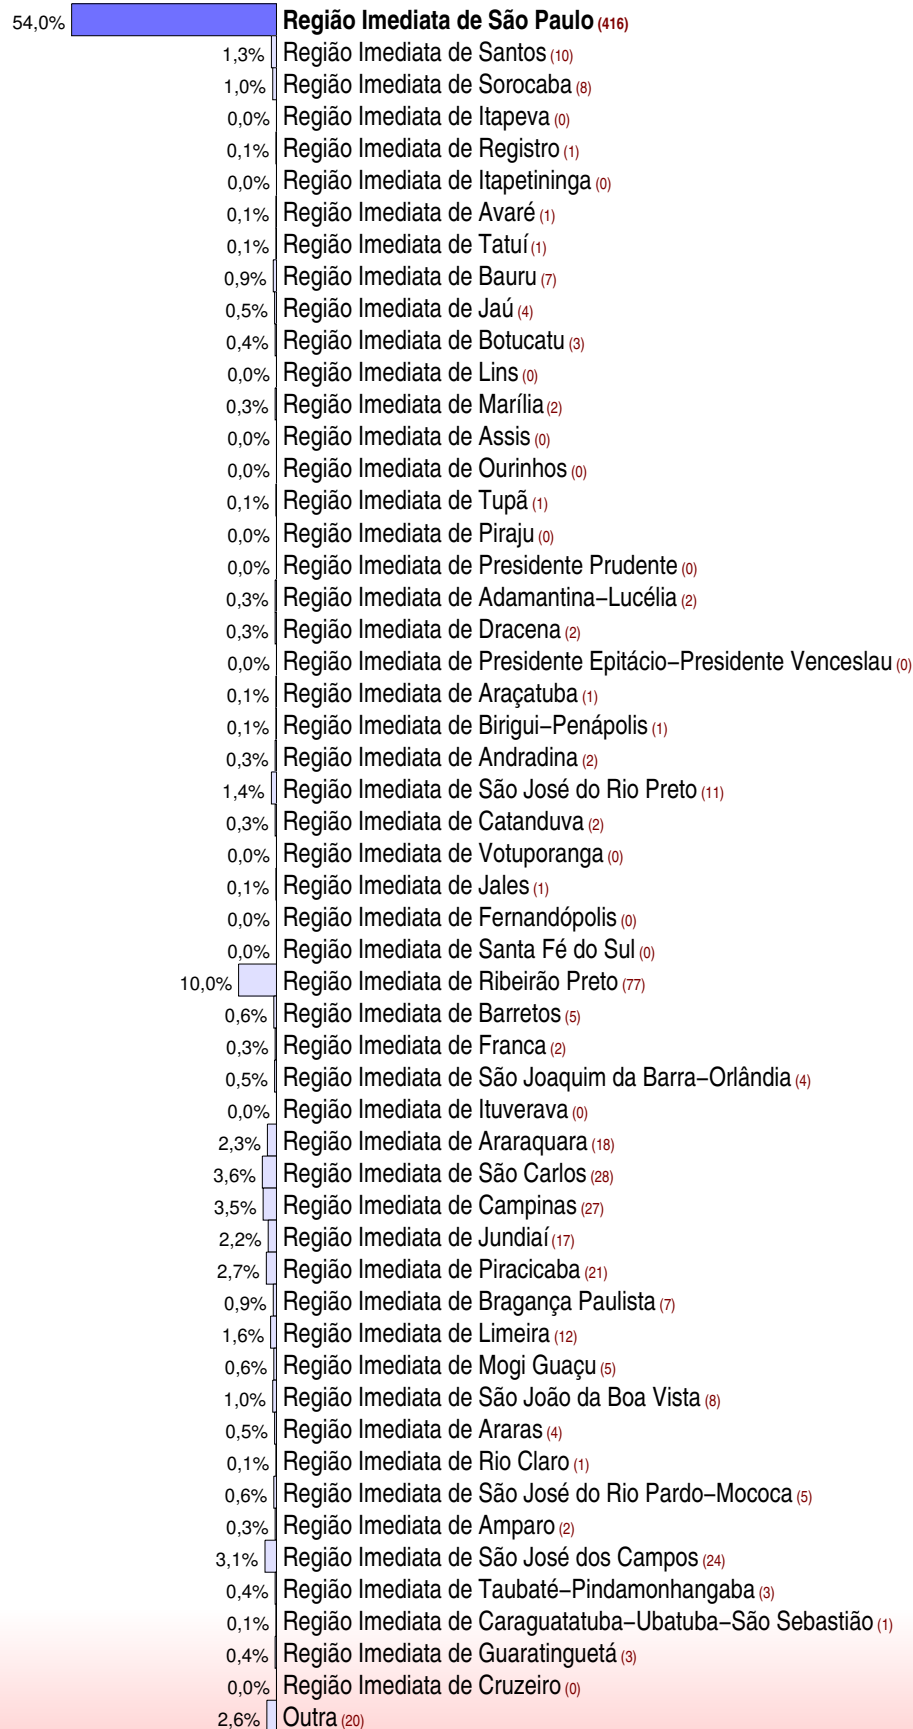 54,0% Região Imediata de São Paulo (416)
1,3% Região Imediata de Santos (10)
1,0% Região Imediata de Sorocaba (8)
0,0% Região Imediata de Itapeva (0)
0,1% Região Imediata de Registro (1)
0,0% Região Imediata de Itapetininga (0)
0,1% Região Imediata de Avaré (1)
0,1% Região Imediata de Tatuí (1)
0,9% Região Imediata de Bauru (7)
0,5% Região Imediata de Jaú (4)
0,4% Região Imediata de Botucatu (3)
0,0% Região Imediata de Lins (0)
0,3% Região Imediata de Marília (2)
0,0% Região Imediata de Assis (0)
0,0% Região Imediata de Ourinhos (0)
0,1% Região Imediata de Tupã (1)
0,0% Região Imediata de Piraju (0)
0,0% Região Imediata de Presidente Prudente (0)
0,3% Região Imediata de Adamantina–Lucélia (2)
0,3% Região Imediata de Dracena (2)
0,0% Região Imediata de Presidente Epitácio–Presidente Venceslau (0)
0,1% Região Imediata de Araçatuba (1)
0,1% Região Imediata de Birigui–Penápolis (1)
0,3% Região Imediata de Andradina (2)
1,4% Região Imediata de São José do Rio Preto (11)
0,3% Região Imediata de Catanduva (2)
0,0% Região Imediata de Votuporanga (0)
0,1% Região Imediata de Jales (1)
0,0% Região Imediata de Fernandópolis (0)
0,0% Região Imediata de Santa Fé do Sul (0)
10,0% Região Imediata de Ribeirão Preto (77)
0,6% Região Imediata de Barretos (5)
0,3% Região Imediata de Franca (2)
0,5% Região Imediata de São Joaquim da Barra–Orlândia (4)
0,0% Região Imediata de Ituverava (0)
2,3% Região Imediata de Araraquara (18)
3,6% Região Imediata de São Carlos (28)
3,5% Região Imediata de Campinas (27)
2,2% Região Imediata de Jundiaí (17)
2,7% Região Imediata de Piracicaba (21)
0,9% Região Imediata de Bragança Paulista (7)
1,6% Região Imediata de Limeira (12)
0,6% Região Imediata de Mogi Guaçu (5)
1,0% Região Imediata de São João da Boa Vista (8)
0,5% Região Imediata de Araras (4)
0,1% Região Imediata de Rio Claro (1)
0,6% Região Imediata de São José do Rio Pardo–Mococa (5)
0,3% Região Imediata de Amparo (2)
3,1% Região Imediata de São José dos Campos (24)
0,4% Região Imediata de Taubaté–Pindamonhangaba (3)
0,1% Região Imediata de Caraguatatuba–Ubatuba–São Sebastião (1)
0,4% Região Imediata de Guaratinguetá (3)
0,0% Região Imediata de Cruzeiro (0)
2,6% Outra (20)